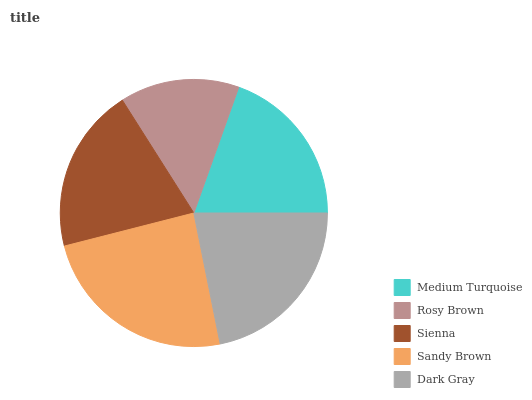 title
Medium Turquoise
Rosy Brown
Sienna
Sandy Brown
Dark Gray